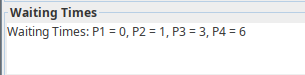 Waiting Times
Waiting Times: P1 = 0, P2 = 1, P3 = 3, P4 = 6